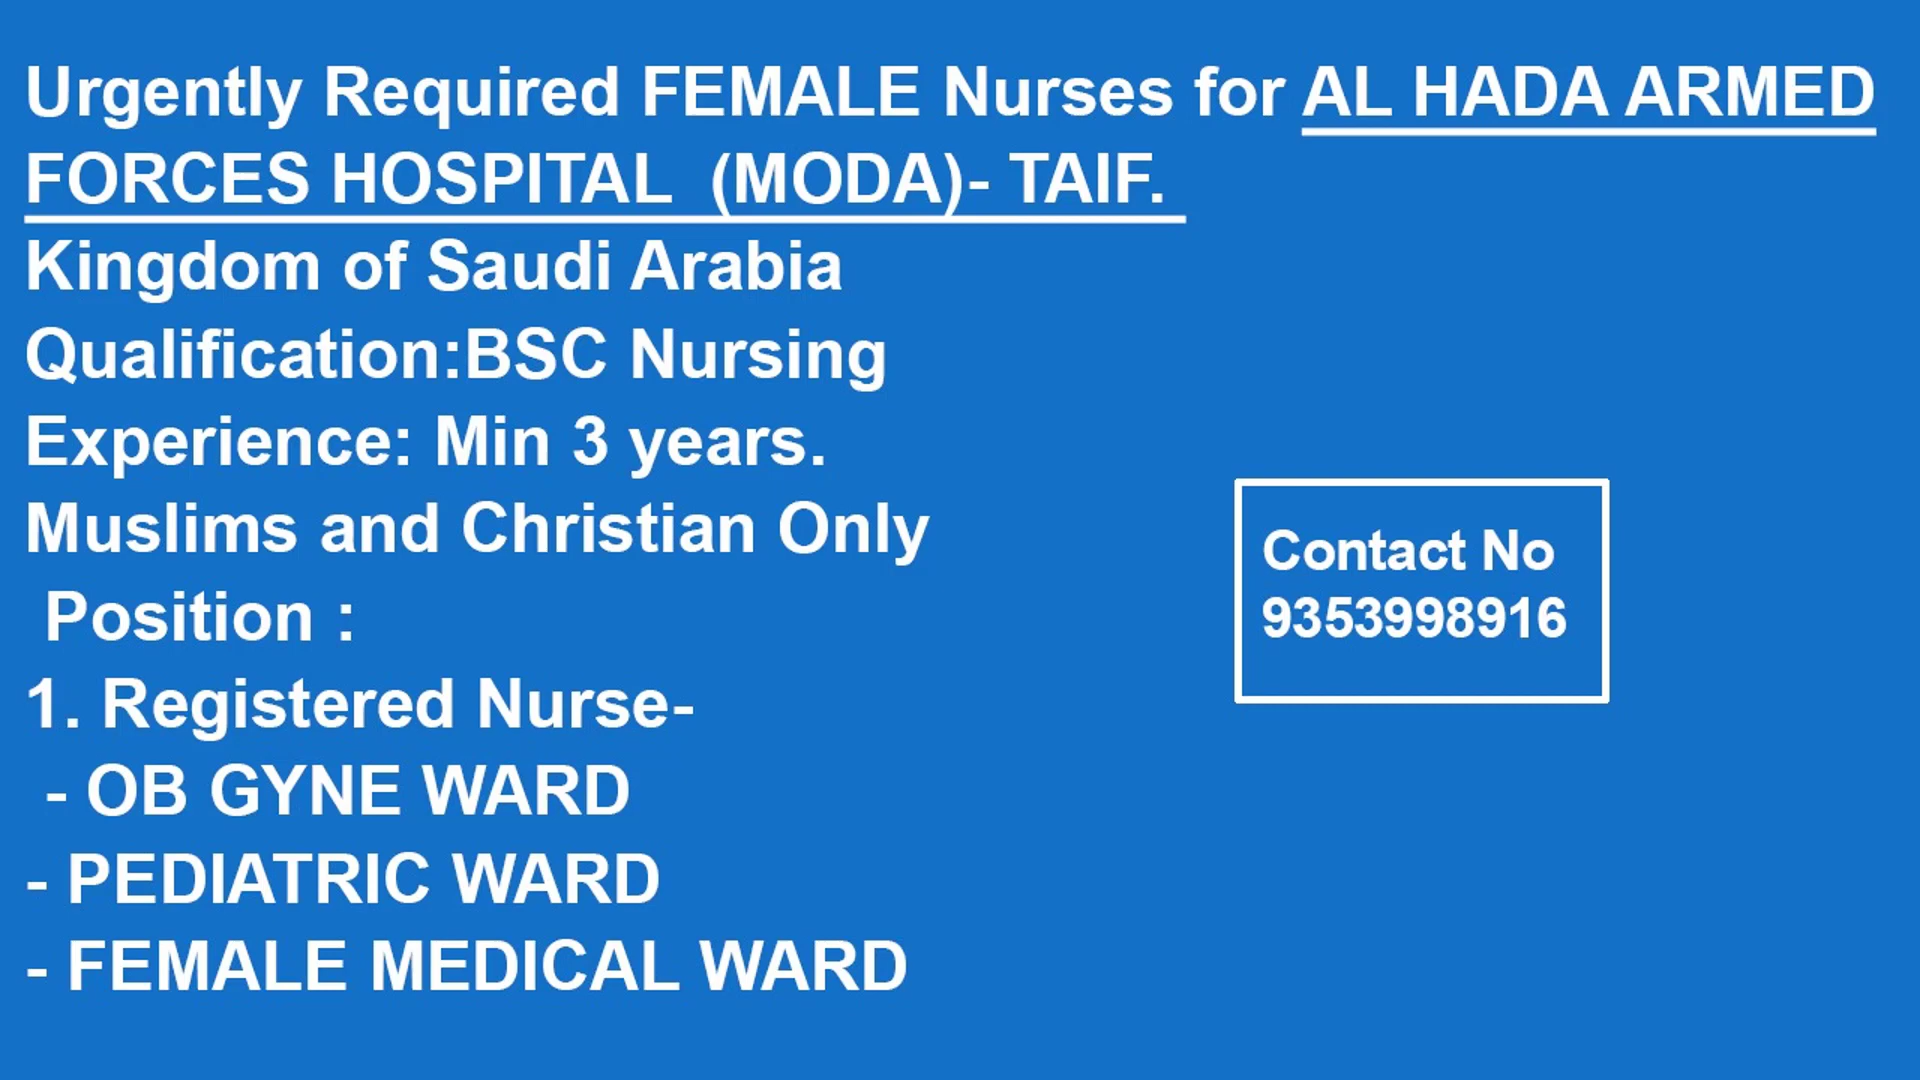 Urgently Required FEMALE Nurses for AL HADA ARMED
FORCES HOSPITAL (MODA)- TAIF.
Kingdom of Saudi Arabia
Qualification:BSC Nursing
Experience: Min 3 years.
Muslims and Christian Only
Position :
1. Registered Nurse-
- OB GYNE WARD
- PEDIATRIC WARD
- FEMALE MEDICAL WARD
Contact No
9353998916